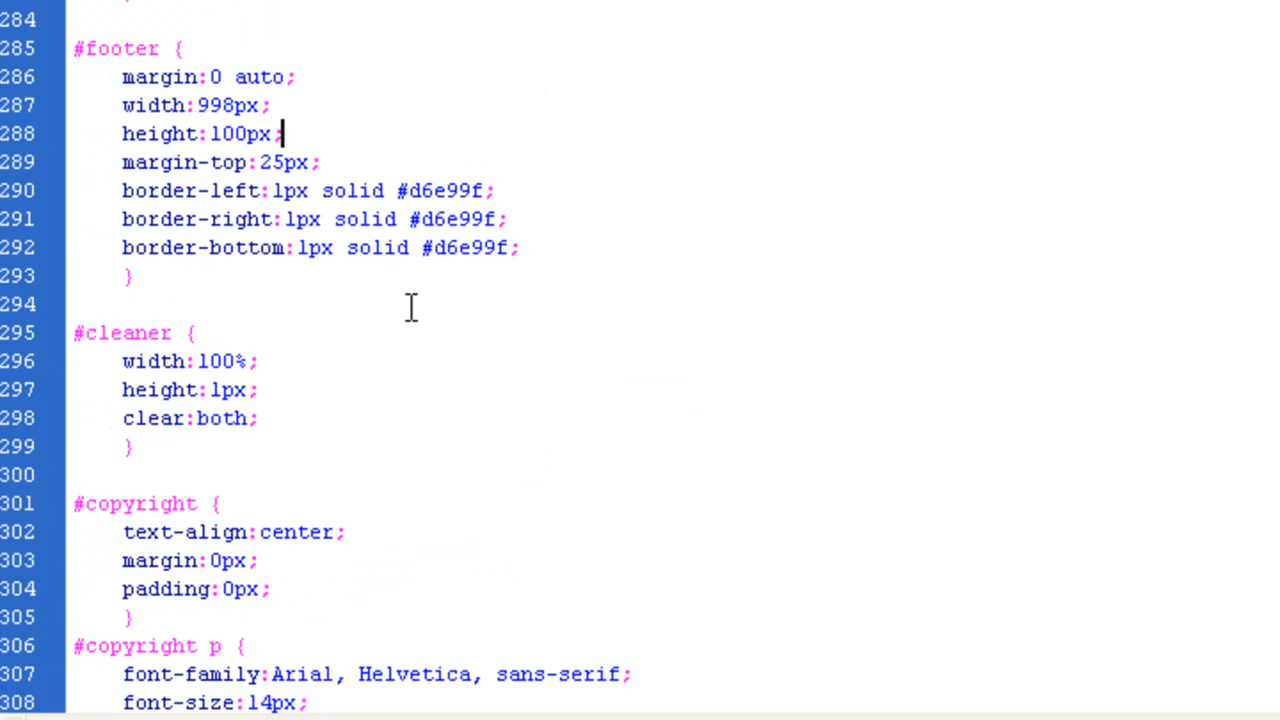 284
285 #footer {
286 margin:0 auto;
287 width:998px;
288 height:100px;
289 margin-top:25px;
290 border-left:1px solid #d6e99f;
291 border-right:1px solid #d6e99f;
292 border-bottom:1px solid #d6e99f;
293 }
294
295 #cleaner {
296 width:100%;
297 height:1px;
298 clear:both;
299 }
300
301 #copyright {
302 text-align:center;
303 margin:0px;
304 padding:0px;
305 }
306 #copyright p {
307 font-family:Arial, Helvetica, sans-serif;
308 font-size:14px;